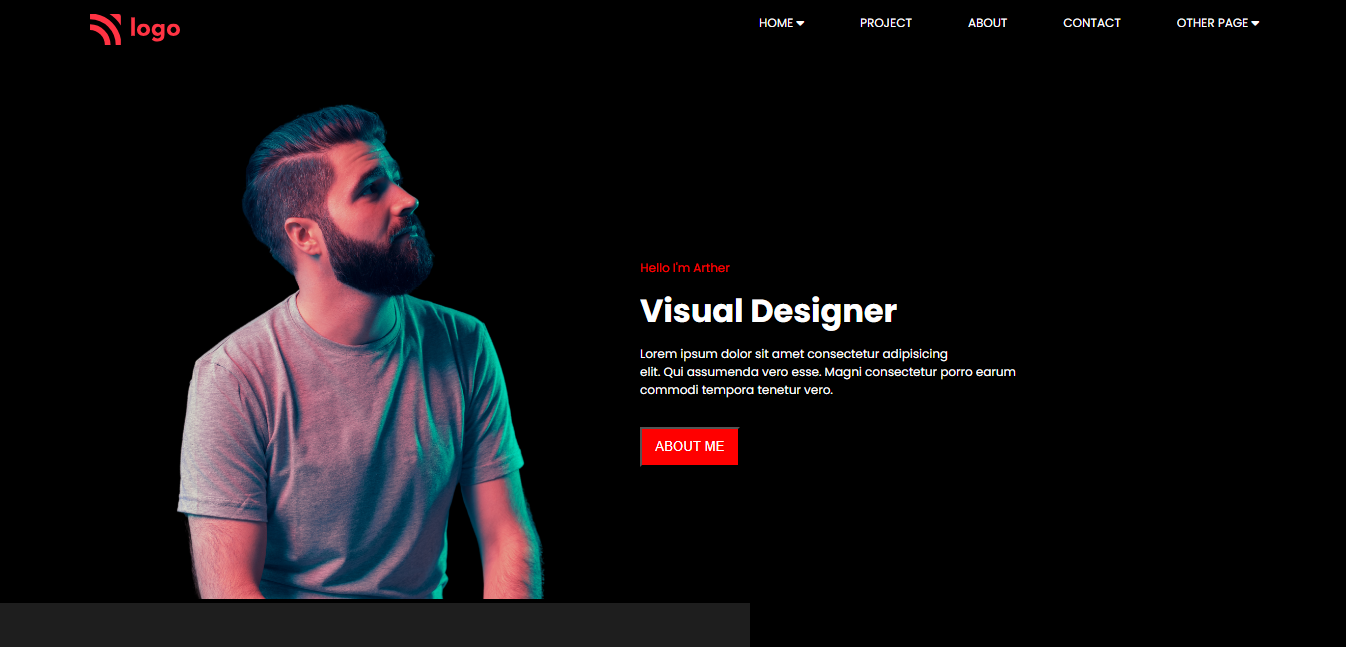 logo
HOME
PROJECT
ABOUT
CONTACT
OTHER PAGE
Hello I'm Arther
Visual Designer
Lorem ipsum dolor sit amet consectetur adipisicing
elit. Qui assumenda vero esse. Magni consectetur porro earum
commodi tempora tenetur vero.
ABOUT ME